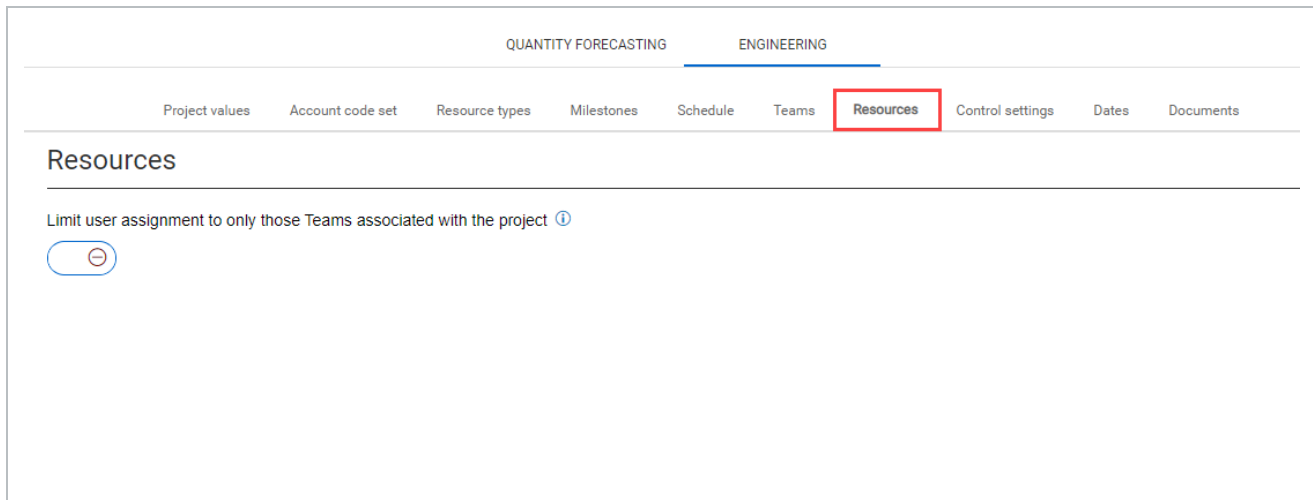 QUANTITY FORECASTING ENGINEERING
Project values Account code set Resource types Milestones Schedule Teams Resources Control settings Dates Documents
Resources
Limit user assignment to only those Teams associated with the project